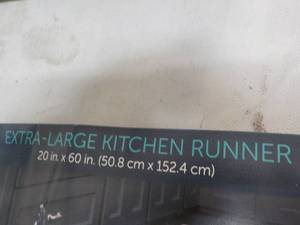 EXTRA-LARGE KITCHEN RUNNER
20 in. x 60 in. (50.8 cm x 152.4 cm)